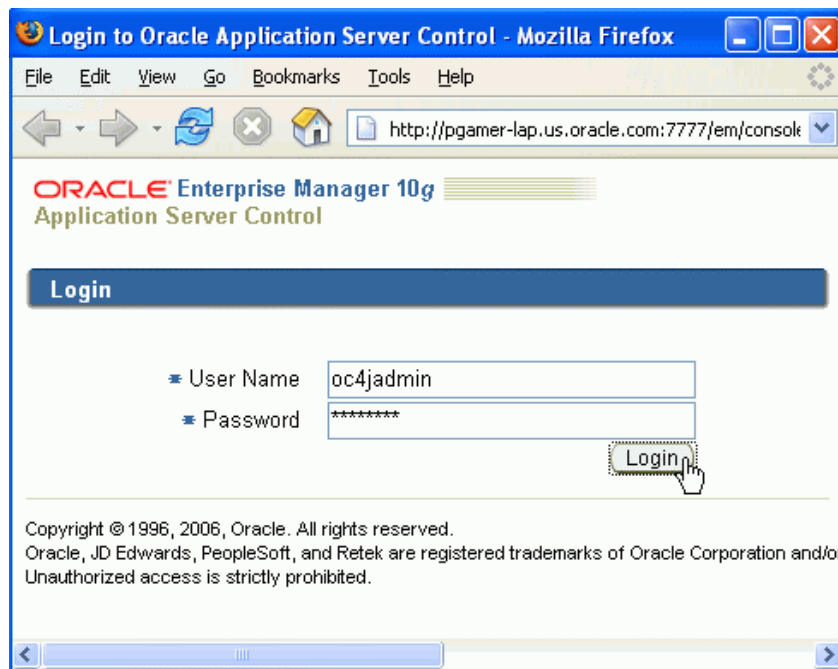 Login to Oracle Application Server Control - Mozilla Firefox
File Edit View Go Bookmarks Tools Help
http://pgamer-lap.us.oracle.com:7777/em/console
ORACLE Enterprise Manager 10g
Application Server Control
Login
User Name oc4jadmin
Password ********
Login
Copyright © 1996, 2006, Oracle. All rights reserved.
Oracle, JD Edwards, PeopleSoft, and Retek are registered trademarks of Oracle Corporation and/o
Unauthorized access is strictly prohibited.